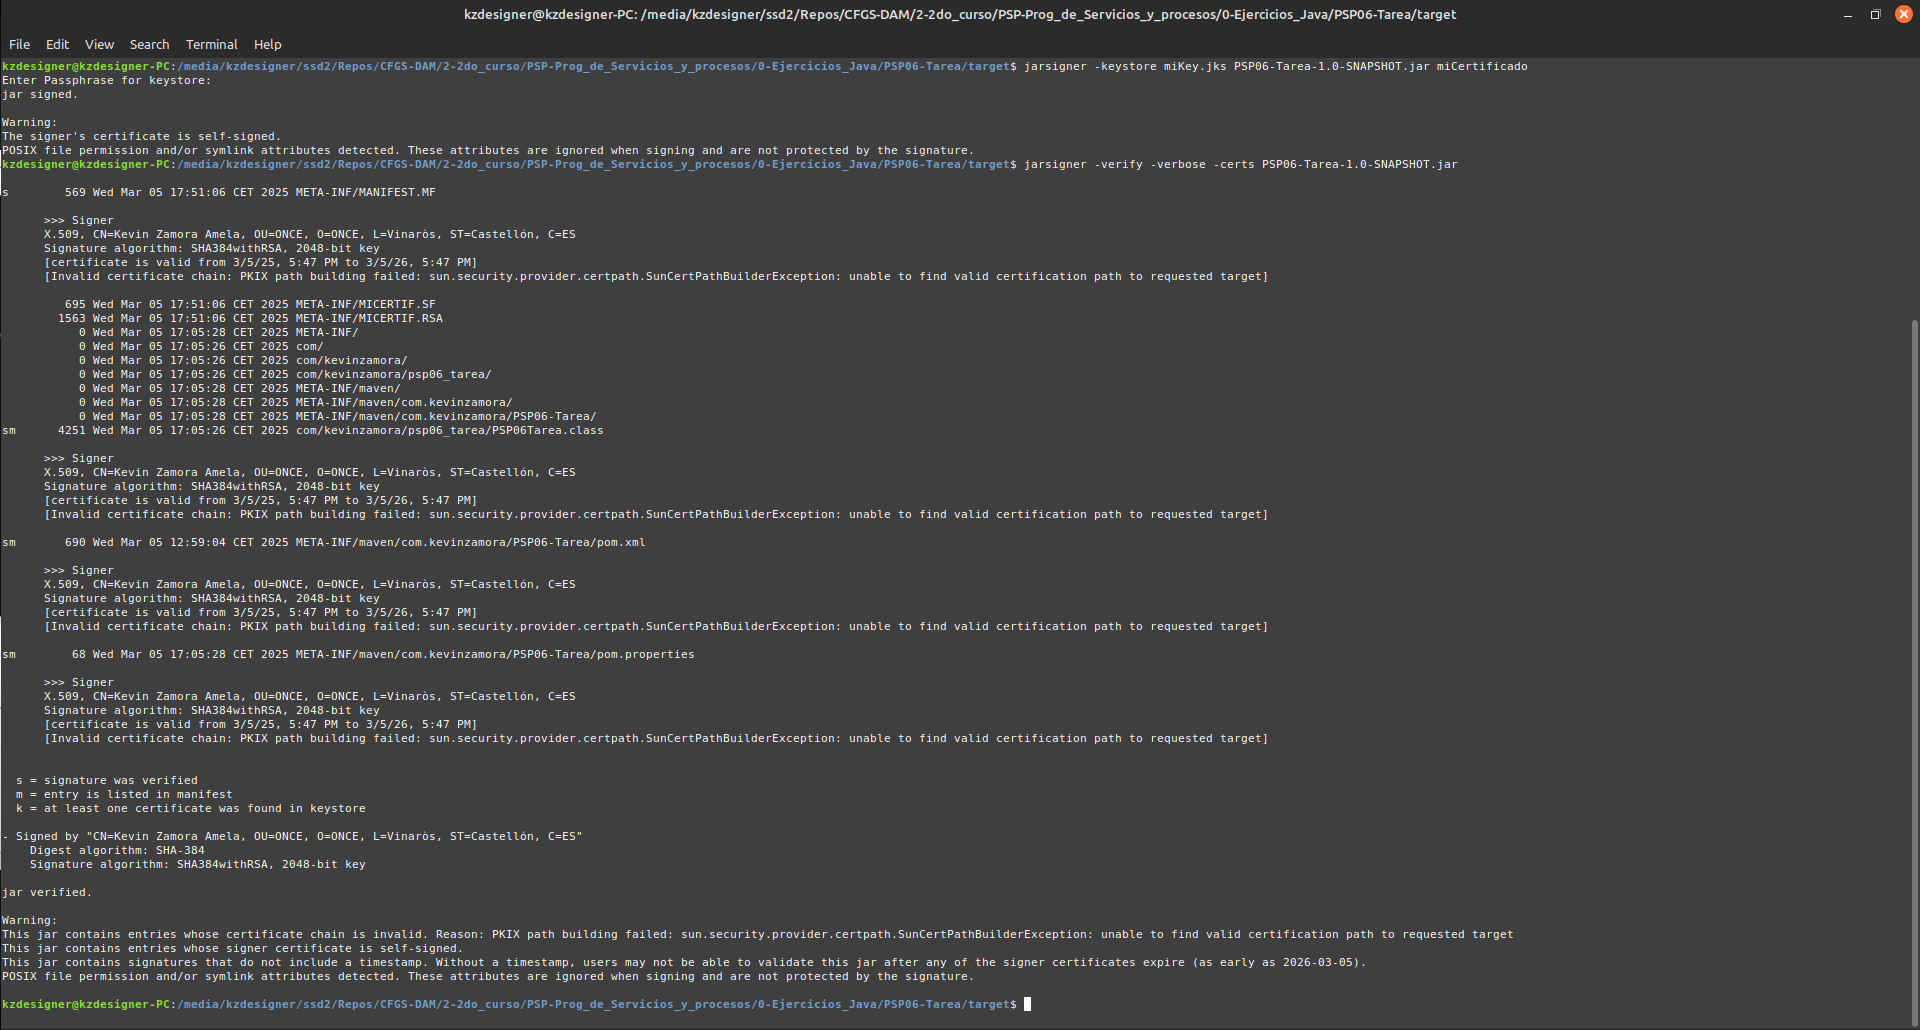 kzdesigner@kzdesigner-PC: /media/kzdesigner/ssd2/Repos/CFGS-DAM/2-2do_curso/PSP-Prog_de_Servicios_y_procesos/0-Ejercicios_Java/PSP06-Tarea/target
File Edit View Search Terminal Help
kzdesigner@kzdesigner-PC:/media/kzdesigner/ssd2/Repos/CFGS-DAM/2-2do_curso/PSP-Prog_de_Servicios_y_procesos/0-Ejercicios_Java/PSP06-Tarea/target$ jarsigner -keystore miKey.jks PSP06-Tarea-1.0-SNAPSHOT.jar miCertificado
Enter Passphrase for keystore:
jar signed.
Warning:
The signer's certificate is self-signed.
POSIX file permission and/or symlink attributes detected. These attributes are ignored when signing and are not protected by the signature.
kzdesigner@kzdesigner-PC:/media/kzdesigner/ssd2/Repos/CFGS-DAM/2-2do_curso/PSP-Prog_de_Servicios_y_procesos/0-Ejercicios_Java/PSP06-Tarea/target$ jarsigner -verify -verbose -certs PSP06-Tarea-1.0-SNAPSHOT.jar
s        569 Wed Mar 05 17:51:06 CET 2025 META-INF/MANIFEST.MF
>>> Signer
X.509, CN=Kevin Zamora Amela, OU=ONCE, O=ONCE, L=Vinaròs, ST=Castellón, C=ES
Signature algorithm: SHA384withRSA, 2048-bit key
[certificate is valid from 3/5/25, 5:47 PM to 3/5/26, 5:47 PM]
[Invalid certificate chain: PKIX path building failed: sun.security.provider.certpath.SunCertPathBuilderException: unable to find valid certification path to requested target]
695 Wed Mar 05 17:51:06 CET 2025 META-INF/MICERTIF.SF
1563 Wed Mar 05 17:51:06 CET 2025 META-INF/MICERTIF.RSA
0 Wed Mar 05 17:05:28 CET 2025 META-INF/
0 Wed Mar 05 17:05:26 CET 2025 com/
0 Wed Mar 05 17:05:26 CET 2025 com/kevinzamora/
0 Wed Mar 05 17:05:26 CET 2025 com/kevinzamora/psp06_tarea/
0 Wed Mar 05 17:05:28 CET 2025 META-INF/maven/
0 Wed Mar 05 17:05:28 CET 2025 META-INF/maven/com.kevinzamora/
0 Wed Mar 05 17:05:28 CET 2025 META-INF/maven/com.kevinzamora/PSP06-Tarea/
sm      4251 Wed Mar 05 17:05:26 CET 2025 com/kevinzamora/psp06_tarea/PSP06Tarea.class
>>> Signer
X.509, CN=Kevin Zamora Amela, OU=ONCE, O=ONCE, L=Vinaròs, ST=Castellón, C=ES
Signature algorithm: SHA384withRSA, 2048-bit key
[certificate is valid from 3/5/25, 5:47 PM to 3/5/26, 5:47 PM]
[Invalid certificate chain: PKIX path building failed: sun.security.provider.certpath.SunCertPathBuilderException: unable to find valid certification path to requested target]
sm       690 Wed Mar 05 12:59:04 CET 2025 META-INF/maven/com.kevinzamora/PSP06-Tarea/pom.xml
>>> Signer
X.509, CN=Kevin Zamora Amela, OU=ONCE, O=ONCE, L=Vinaròs, ST=Castellón, C=ES
Signature algorithm: SHA384withRSA, 2048-bit key
[certificate is valid from 3/5/25, 5:47 PM to 3/5/26, 5:47 PM]
[Invalid certificate chain: PKIX path building failed: sun.security.provider.certpath.SunCertPathBuilderException: unable to find valid certification path to requested target]
sm        68 Wed Mar 05 17:05:28 CET 2025 META-INF/maven/com.kevinzamora/PSP06-Tarea/pom.properties
>>> Signer
X.509, CN=Kevin Zamora Amela, OU=ONCE, O=ONCE, L=Vinaròs, ST=Castellón, C=ES
Signature algorithm: SHA384withRSA, 2048-bit key
[certificate is valid from 3/5/25, 5:47 PM to 3/5/26, 5:47 PM]
[Invalid certificate chain: PKIX path building failed: sun.security.provider.certpath.SunCertPathBuilderException: unable to find valid certification path to requested target]
s = signature was verified
m = entry is listed in manifest
k = at least one certificate was found in keystore
- Signed by "CN=Kevin Zamora Amela, OU=ONCE, O=ONCE, L=Vinaròs, ST=Castellón, C=ES"
Digest algorithm: SHA-384
Signature algorithm: SHA384withRSA, 2048-bit key
jar verified.
Warning:
This jar contains entries whose certificate chain is invalid. Reason: PKIX path building failed: sun.security.provider.certpath.SunCertPathBuilderException: unable to find valid certification path to requested target
This jar contains entries whose signer certificate is self-signed.
This jar contains signatures that do not include a timestamp. Without a timestamp, users may not be able to validate this jar after any of the signer certificates expire (as early as 2026-03-05).
POSIX file permission and/or symlink attributes detected. These attributes are ignored when signing and are not protected by the signature.
kzdesigner@kzdesigner-PC:/media/kzdesigner/ssd2/Repos/CFGS-DAM/2-2do_curso/PSP-Prog_de_Servicios_y_procesos/0-Ejercicios_Java/PSP06-Tarea/target$